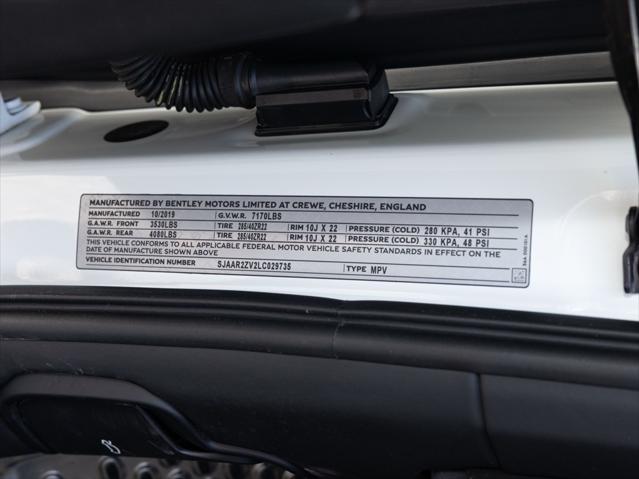 MANUFACTURED BY BENTLEY MOTORS LIMITED AT CREWE, CHESHIRE, ENGLAND
MANUFACTURED 10/2019 G.V.W.R. 7170LBS
G.A.W.R. FRONT 3530LBS TIRE 285/40ZR22 RIM 10J X 22 PRESSURE (COLD) 280 KPA, 41 PSI
G.A.W.R. REAR 4080LBS TIRE 285/40ZR22 RIM 10J X 22 PRESSURE (COLD) 330 KPA, 48 PSI
THIS VEHICLE CONFORMS TO ALL APPLICABLE FEDERAL MOTOR VEHICLE SAFETY STANDARDS IN EFFECT ON THE
DATE OF MANUFACTURE SHOWN ABOVE
VEHICLE IDENTIFICATION NUMBER SJAAR2ZV2LC029735 TYPE MPV